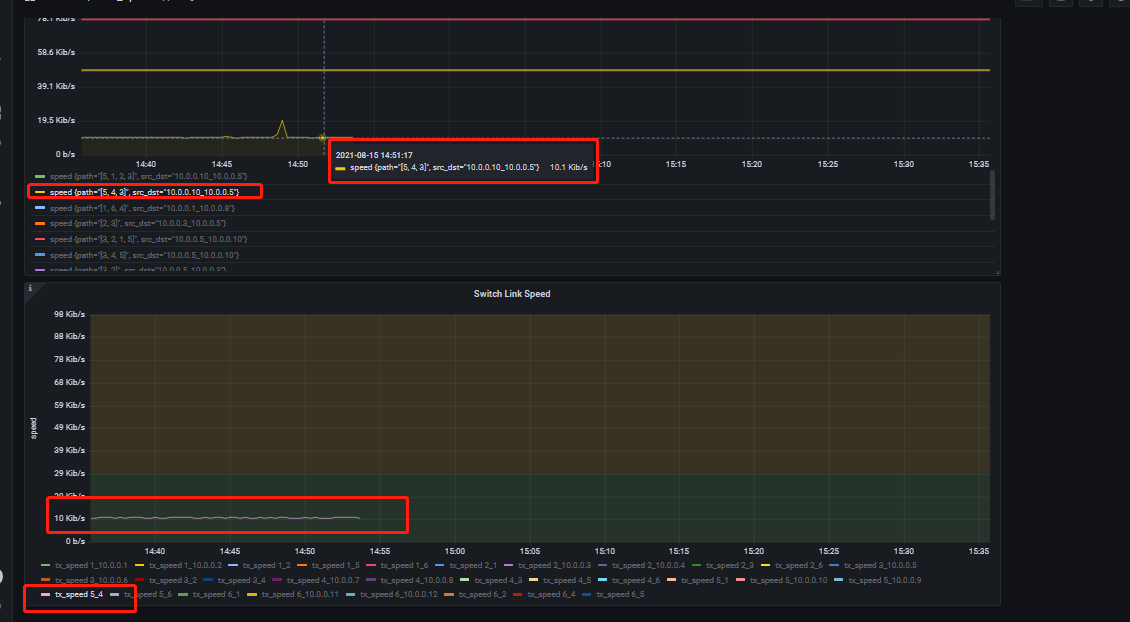 78.1 Kib/s
58.6 Kib/s
39.1 Kib/s
19.5 Kib/s
0 b/s
14:40 14:45 14:50 15:10 15:15 15:20 15:25 15:30 15:35
2021-08-15 14:51:17
speed {path="[5, 4, 3]", src_dst="10.0.0.10_10.0.0.5"} 10.1 Kib/s
speed {path="[5, 1, 2, 3]", src_dst="10.0.0.10_10.0.0.5"}
speed {path="[5, 4, 3]", src_dst="10.0.0.10_10.0.0.5"}
speed {path="[1, 6, 4]", src_dst="10.0.0.1_10.0.0.8"}
speed {path="[2, 3]", src_dst="10.0.0.3_10.0.0.5"}
speed {path="[3, 2, 1, 5]", src_dst="10.0.0.5_10.0.0.10"}
speed {path="[3, 4, 5]", src_dst="10.0.0.5_10.0.0.10"}
speed {path="[3, 2]", src_dst="10.0.0.5_10.0.0.3"}
i
Switch Link Speed
speed
98 Kib/s
88 Kib/s
78 Kib/s
68 Kib/s
59 Kib/s
49 Kib/s
39 Kib/s
29 Kib/s
20 Kib/s
10 Kib/s
0 b/s
14:40 14:45 14:50 14:55 15:00 15:05 15:10 15:15 15:20 15:25 15:30 15:35
tx_speed 1_10.0.0.1 tx_speed 1_10.0.0.2 tx_speed 1_2 tx_speed 1_5 tx_speed 1_6 tx_speed 2_1 tx_speed 2_10.0.0.3 tx_speed 2_10.0.0.4 tx_speed 2_3 tx_speed 2_6 tx_speed 3_10.0.0.5
tx_speed 3_10.0.0.6 tx_speed 3_2 tx_speed 3_4 tx_speed 4_10.0.0.7 tx_speed 4_10.0.0.8 tx_speed 4_3 tx_speed 4_5 tx_speed 4_6 tx_speed 5_1 tx_speed 5_10.0.0.10 tx_speed 5_10.0.0.9
tx_speed 5_4 tx_speed 5_6 tx_speed 6_1 tx_speed 6_10.0.0.11 tx_speed 6_10.0.0.12 tx_speed 6_2 tx_speed 6_4 tx_speed 6_5